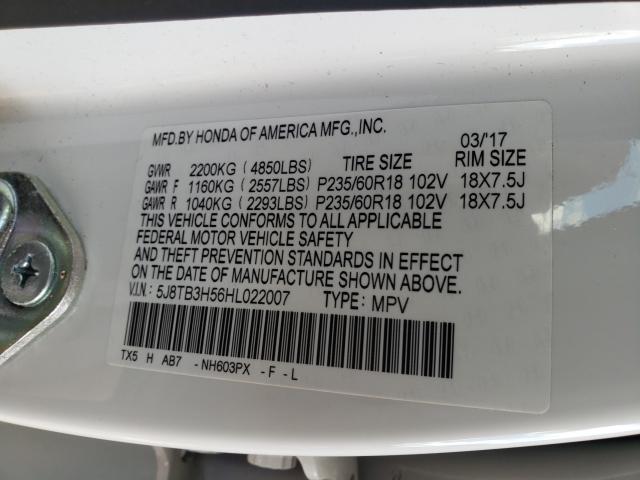 MFD.BY HONDA OF AMERICA MFG.,INC. 03/'17
GVWR 2200KG (4850LBS) TIRE SIZE RIM SIZE
GAWR F 1160KG (2557LBS) P235/60R18 102V 18X7.5J
GAWR R 1040KG (2293LBS) P235/60R18 102V 18X7.5J
THIS VEHICLE CONFORMS TO ALL APPLICABLE
FEDERAL MOTOR VEHICLE SAFETY
AND THEFT PREVENTION STANDARDS IN EFFECT
ON THE DATE OF MANUFACTURE SHOWN ABOVE.
V.I.N.: 5J8TB3H56HL022007 TYPE: MPV
TX5 H AB7 - NH603PX - F - L